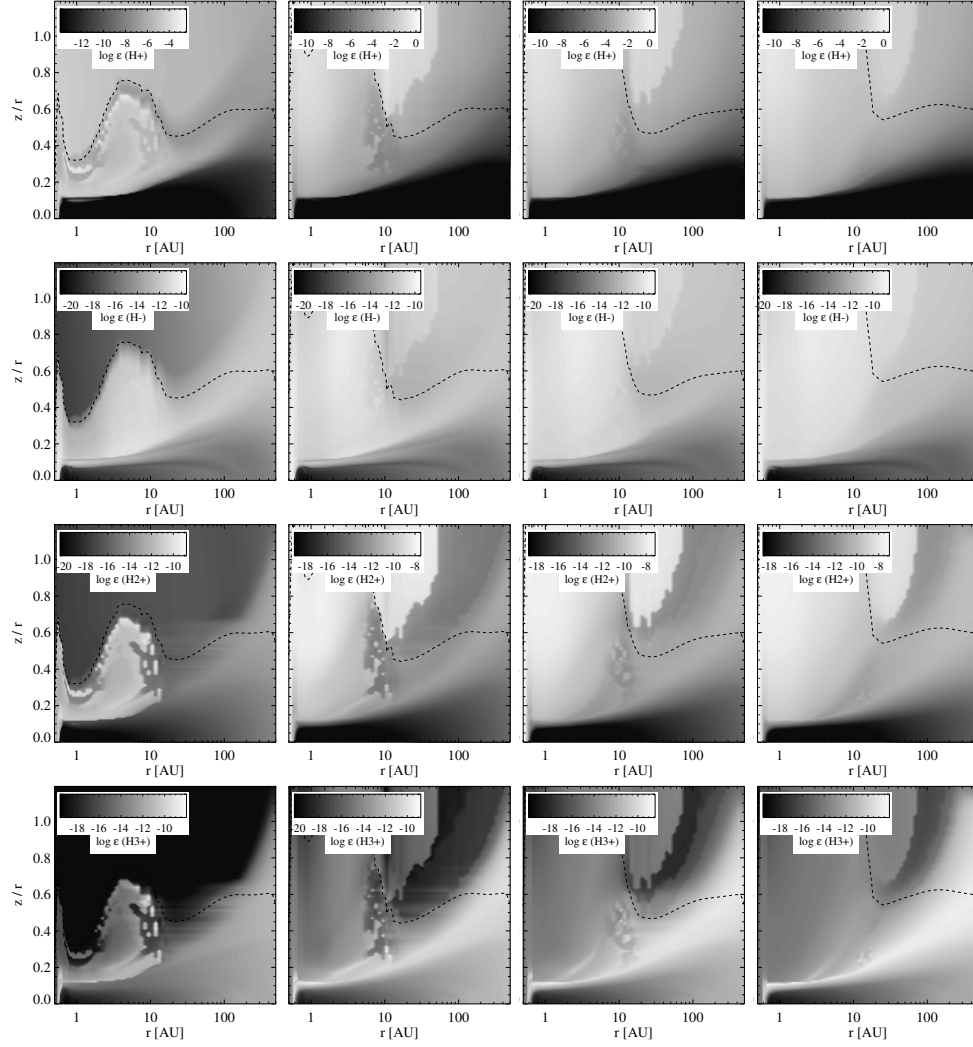 1.0
0.8
0.6
0.4
0.2
0.0
z / r
-12 -10 -8 -6 -4
log ε (H+)
1 10 100
r [AU]
-10 -8 -6 -4 -2 0
log ε (H+)
1 10 100
r [AU]
-10 -8 -6 -4 -2 0
log ε (H+)
1 10 100
r [AU]
-10 -8 -6 -4 -2 0
log ε (H+)
1 10 100
r [AU]
1.0
0.8
0.6
0.4
0.2
0.0
z / r
-20 -18 -16 -14 -12 -10
log ε (H-)
1 10 100
r [AU]
-20 -18 -16 -14 -12 -10
log ε (H-)
1 10 100
r [AU]
-20 -18 -16 -14 -12 -10
log ε (H-)
1 10 100
r [AU]
-20 -18 -16 -14 -12 -10
log ε (H-)
1 10 100
r [AU]
1.0
0.8
0.6
0.4
0.2
0.0
z / r
-20 -18 -16 -14 -12 -10
log ε (H2+)
1 10 100
r [AU]
-18 -16 -14 -12 -10 -8
log ε (H2+)
1 10 100
r [AU]
-18 -16 -14 -12 -10 -8
log ε (H2+)
1 10 100
r [AU]
-18 -16 -14 -12 -10 -8
log ε (H2+)
1 10 100
r [AU]
1.0
0.8
0.6
0.4
0.2
0.0
z / r
-18 -16 -14 -12 -10
log ε (H3+)
1 10 100
r [AU]
-20 -18 -16 -14 -12 -10
log ε (H3+)
1 10 100
r [AU]
-18 -16 -14 -12 -10
log ε (H3+)
1 10 100
r [AU]
-18 -16 -14 -12 -10
log ε (H3+)
1 10 100
r [AU]